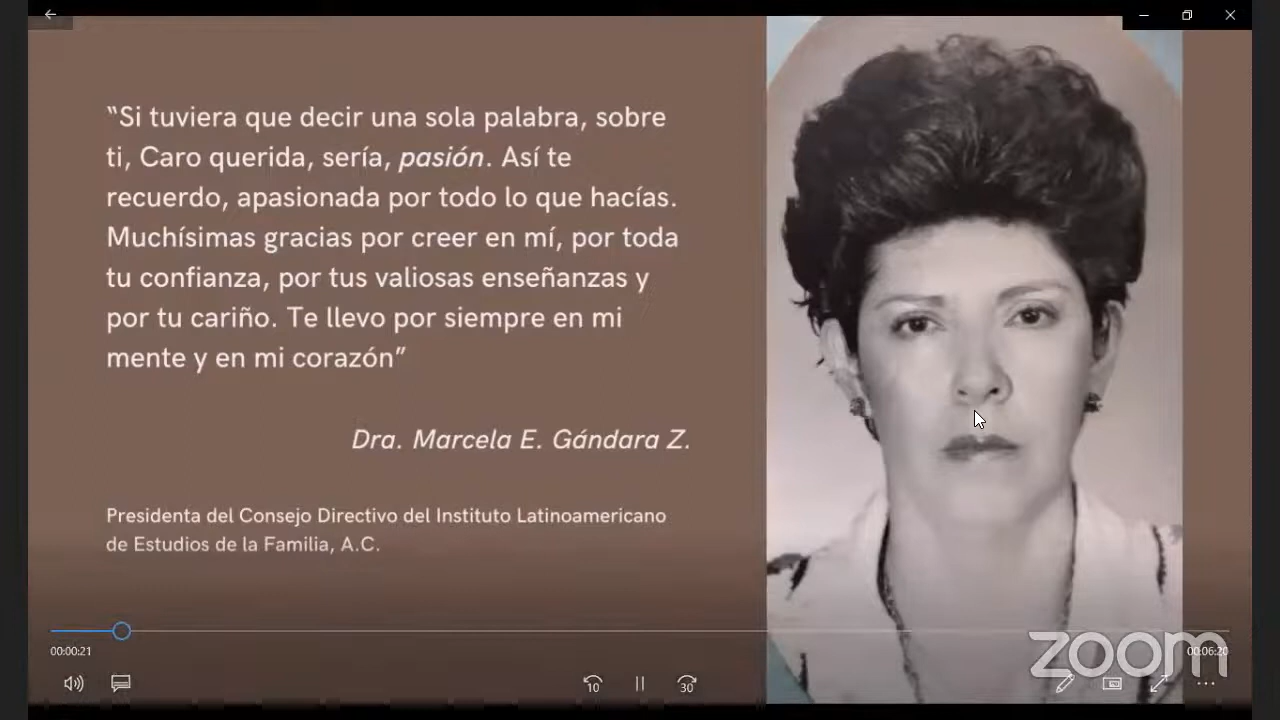 “Si tuviera que decir una sola palabra, sobre
ti, Caro querida, sería, pasión. Así te
recuerdo, apasionada por todo lo que hacías.
Muchísimas gracias por creer en mí, por toda
tu confianza, por tus valiosas enseñanzas y
por tu cariño. Te llevo por siempre en mi
mente y en mi corazón”
Dra. Marcela E. Gándara Z.
Presidenta del Consejo Directivo del Instituto Latinoamericano
de Estudios de la Familia, A.C.
00:00:21
00:06:20
zoom
10
30